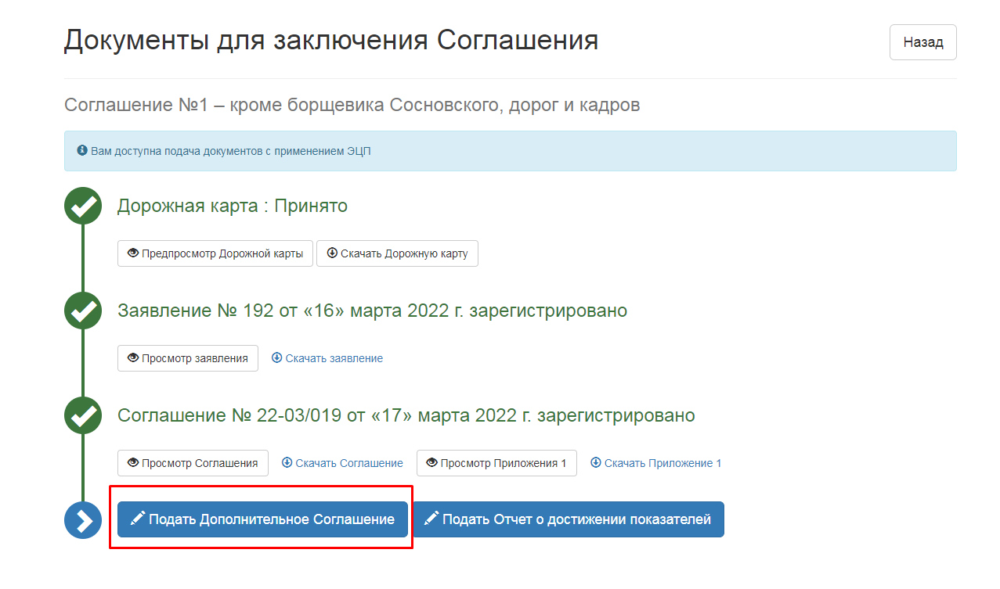 Документы для заключения Соглашения
Назад
Соглашение №1 – кроме борщевика Сосновского, дорог и кадров
Вам доступна подача документов с применением ЭЦП
Дорожная карта : Принято
Предпросмотр Дорожной карты Скачать Дорожную карту
Заявление № 192 от «16» марта 2022 г. зарегистрировано
Просмотр заявления Скачать заявление
Соглашение № 22-03/019 от «17» марта 2022 г. зарегистрировано
Просмотр Соглашения Скачать Соглашение Просмотр Приложения 1 Скачать Приложение 1
Подать Дополнительное Соглашение Подать Отчет о достижении показателей